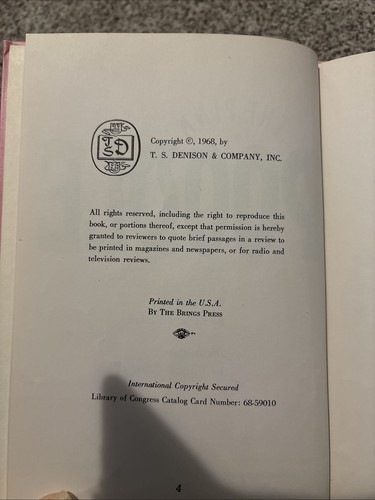 T
SD
Copyright ©, 1968, by
T. S. DENISON & COMPANY, INC.
All rights reserved, including the right to reproduce this
book, or portions thereof, except that permission is hereby
granted to reviewers to quote brief passages in a review to
be printed in magazines and newspapers, or for radio and
television reviews.
Printed in the U.S.A.
BY THE BRINGS PRESS
International Copyright Secured
Library of Congress Catalog Card Number: 68-59010
4